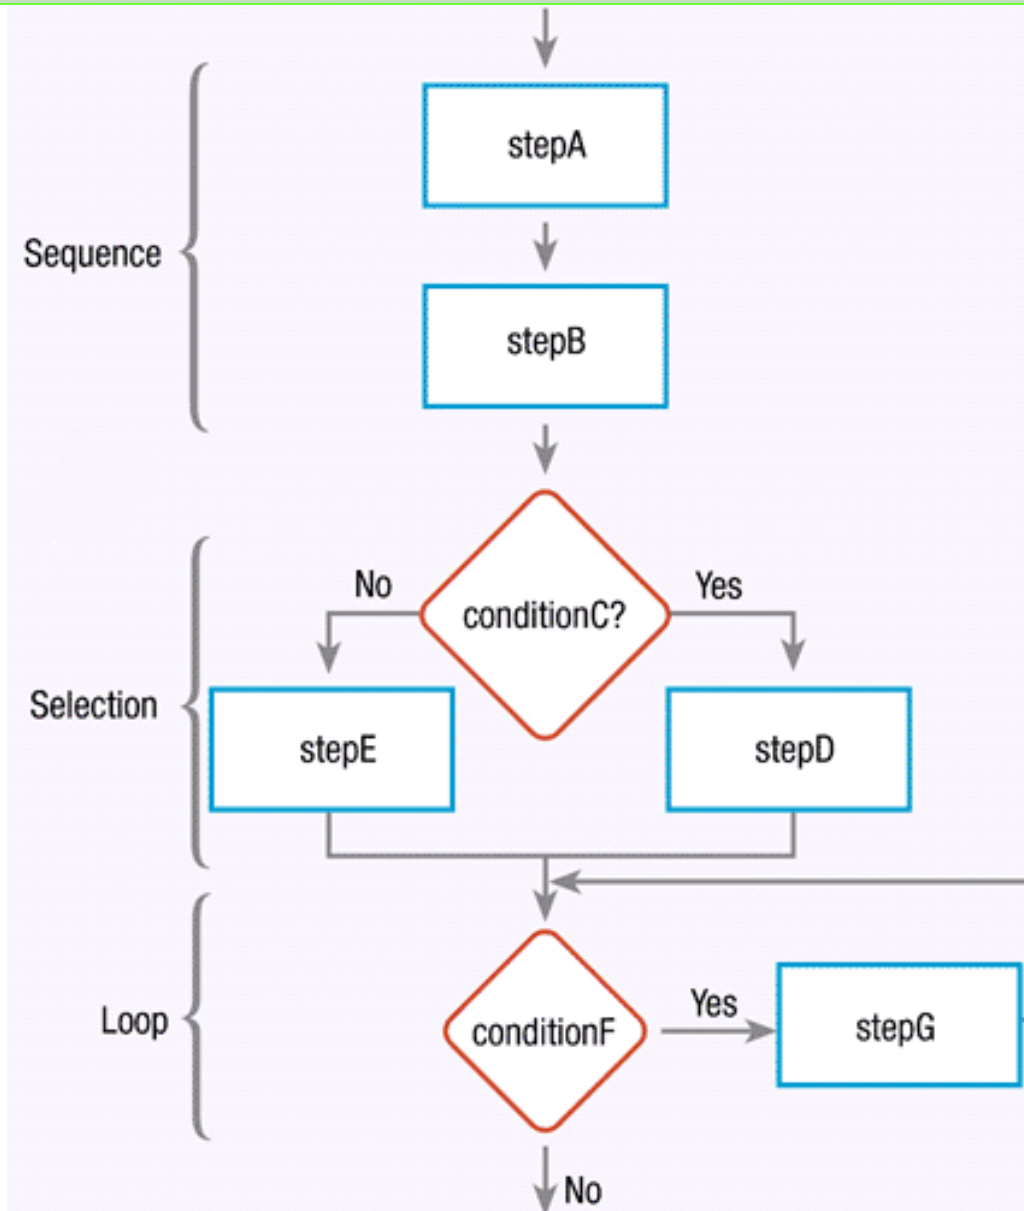 stepA
Sequence
stepB
No
Yes
conditionC?
Selection
stepE
stepD
Loop
Yes
conditionF
stepG
No